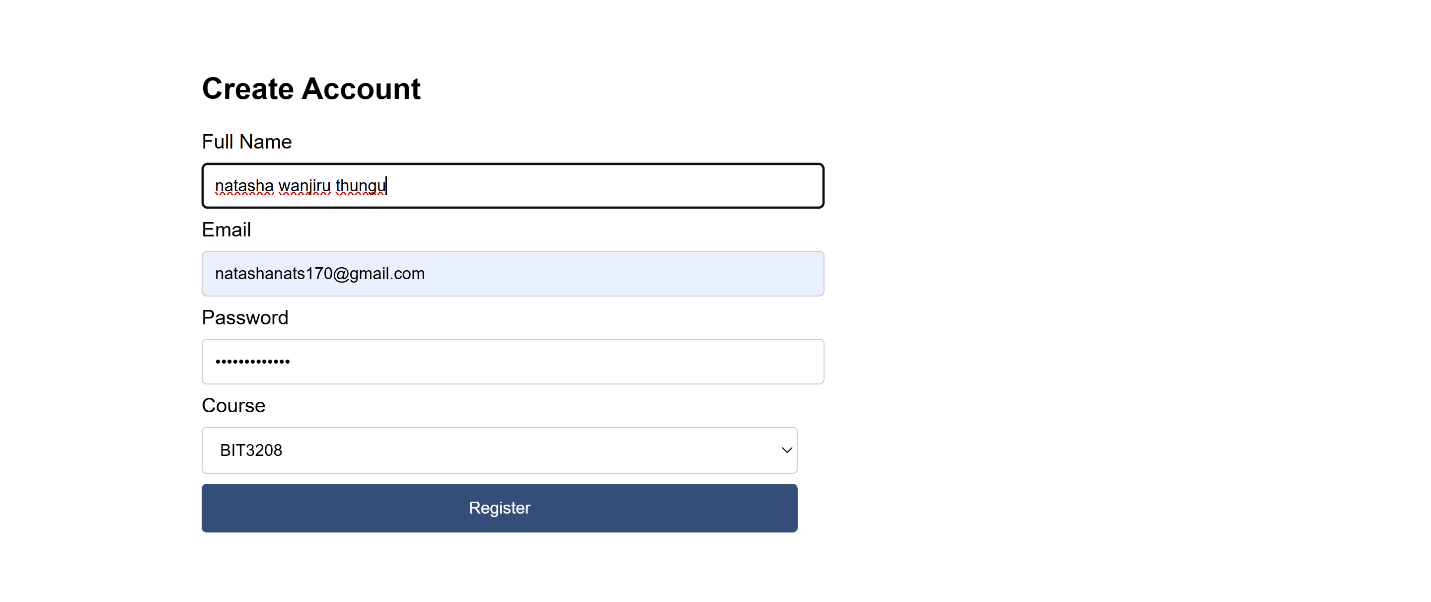 Create Account
Full Name
natasha wanjiru thungu
Email
natashanats170@gmail.com
Password
•••••••••••••
Course
BIT3208
Register